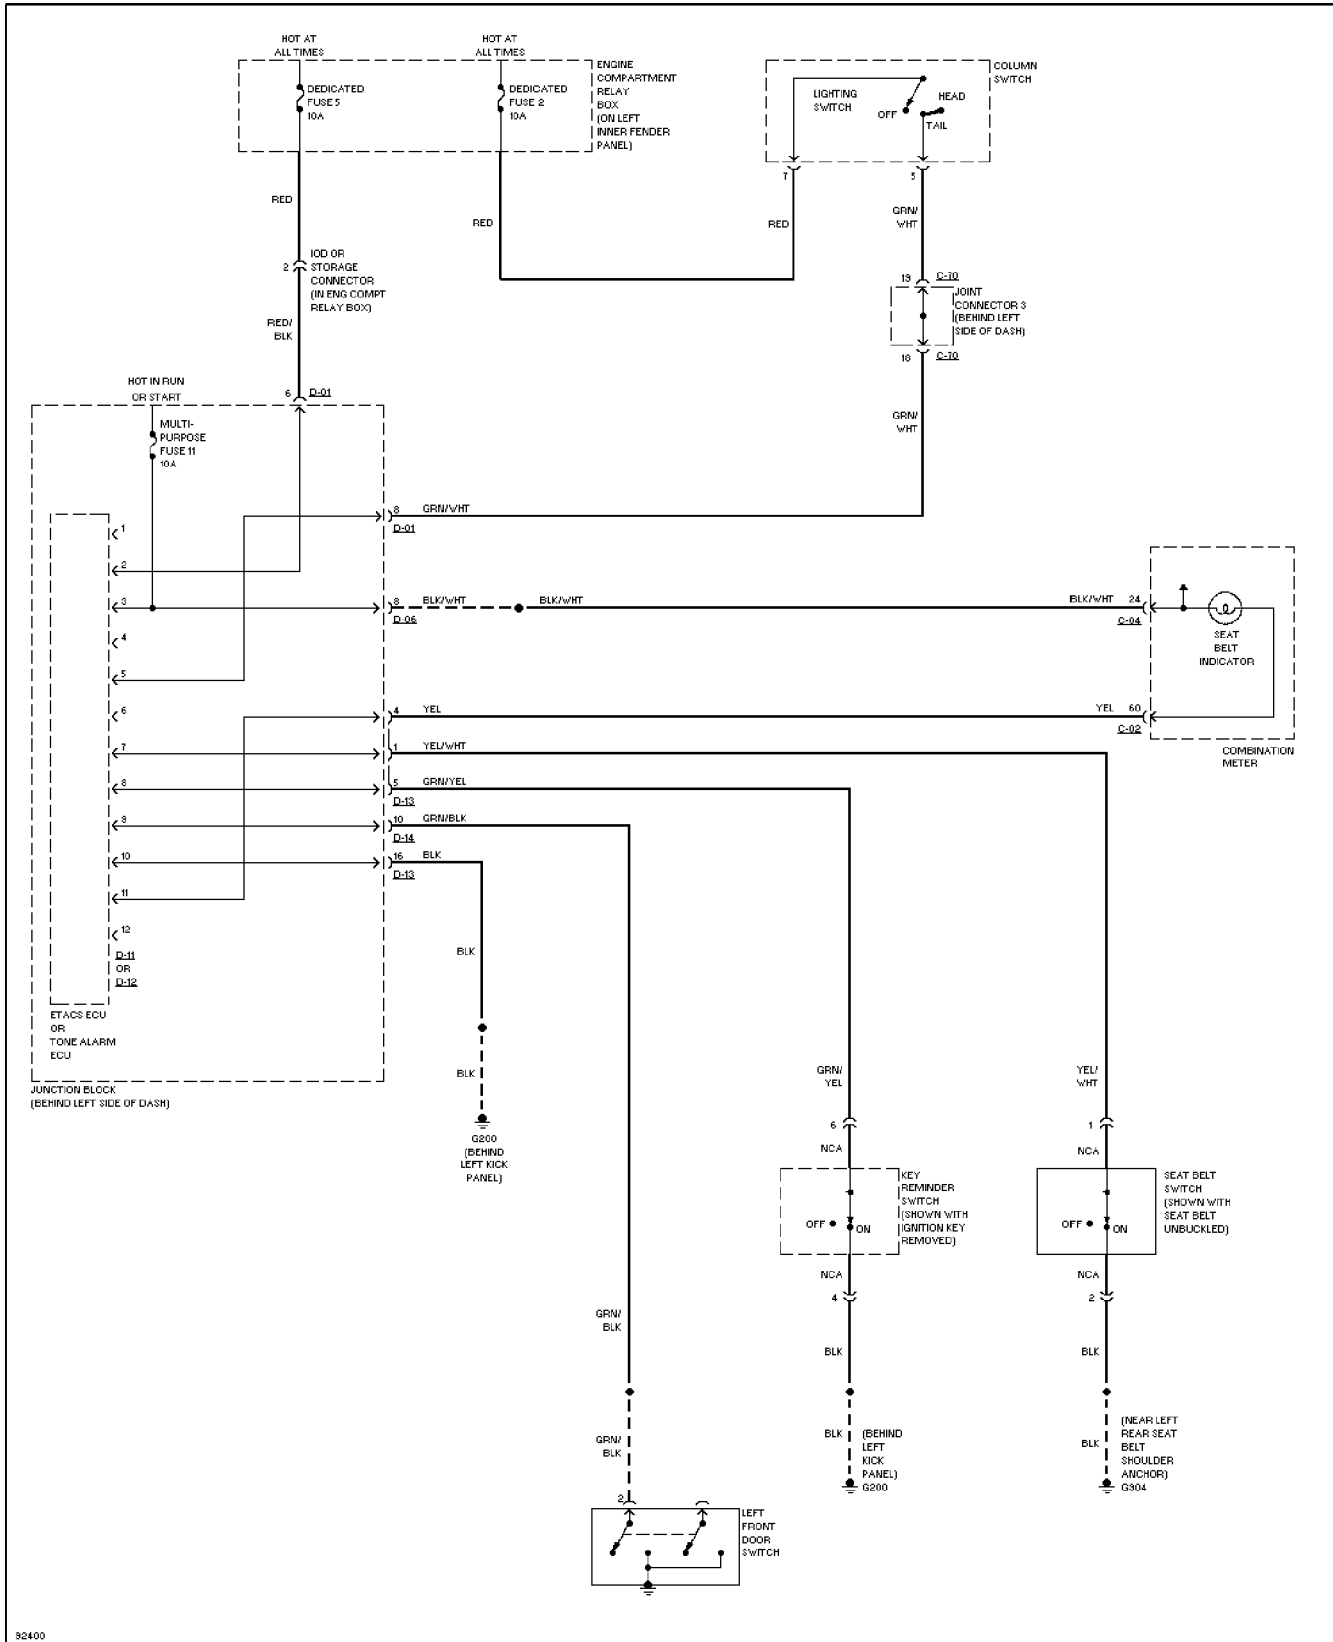 HOT AT
ALL TIMES
HOT AT
ALL TIMES
DEDICATED
FUSE 5
10A
DEDICATED
FUSE 2
10A
ENGINE
COMPARTMENT
RELAY
BOX
(ON LEFT
INNER FENDER
PANEL)
LIGHTING
SWITCH
OFF
HEAD
TAIL
COLUMN
SWITCH
7
5
RED
RED
RED
GRN/
WHT
2
IOD OR
STORAGE
CONNECTOR
(IN ENG COMPT
RELAY BOX)
19
C-70
JOINT
CONNECTOR 3
(BEHIND LEFT
SIDE OF DASH)
18
C-70
RED/
BLK
6
D-01
GRN/
WHT
HOT IN RUN
OR START
MULTI-
PURPOSE
FUSE 11
10A
8
GRN/WHT
D-01
1
2
3
4
5
6
7
8
9
10
11
12
D-11
OR
D-12
ETACS ECU
OR
TONE ALARM
ECU
JUNCTION BLOCK
(BEHIND LEFT SIDE OF DASH)
8
BLK/WHT
BLK/WHT
D-06
BLK/WHT
24
C-04
SEAT
BELT
INDICATOR
4
YEL
YEL
60
C-02
COMBINATION
METER
1
YEL/WHT
5
GRN/YEL
D-13
10
GRN/BLK
D-14
16
BLK
D-13
BLK
BLK
G200
(BEHIND
LEFT KICK
PANEL)
GRN/
YEL
6
NCA
KEY
REMINDER
SWITCH
(SHOWN WITH
IGNITION KEY
REMOVED)
OFF
ON
NCA
4
BLK
BLK
(BEHIND
LEFT
KICK
PANEL)
G200
YEL/
WHT
1
NCA
SEAT BELT
SWITCH
(SHOWN WITH
SEAT BELT
UNBUCKLED)
OFF
ON
NCA
2
BLK
BLK
(NEAR LEFT
REAR SEAT
BELT
SHOULDER
ANCHOR)
G304
GRN/
BLK
GRN/
BLK
2
LEFT
FRONT
DOOR
SWITCH
92400